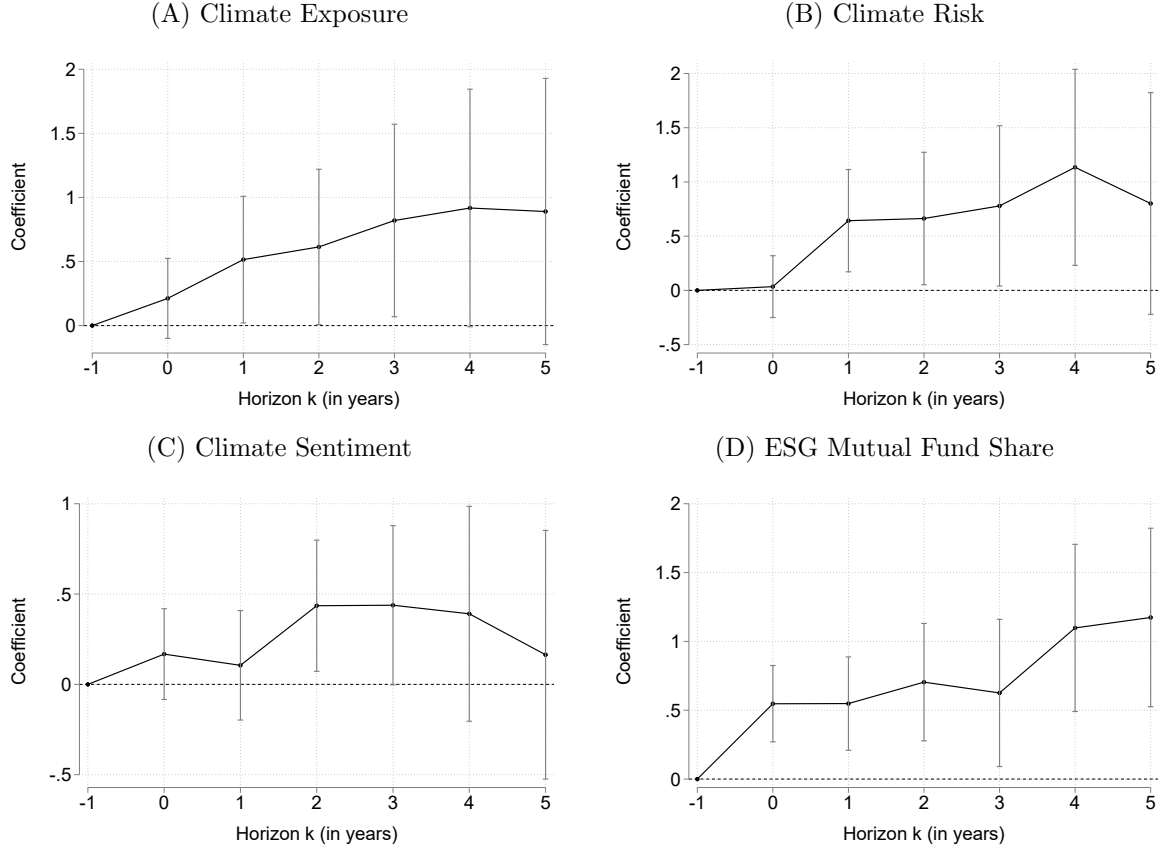 (A) Climate Exposure
2
1.5
1
.5
0
Coefficient
-1 0 1 2 3 4 5
Horizon k (in years)
(B) Climate Risk
2
1.5
1
.5
0
-.5
Coefficient
-1 0 1 2 3 4 5
Horizon k (in years)
(C) Climate Sentiment
1
.5
0
-.5
Coefficient
-1 0 1 2 3 4 5
Horizon k (in years)
(D) ESG Mutual Fund Share
2
1.5
1
.5
0
Coefficient
-1 0 1 2 3 4 5
Horizon k (in years)